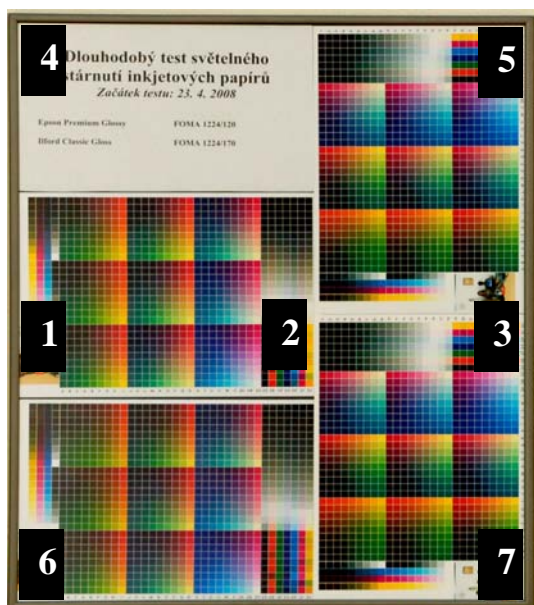 4
5
Dlouhodobý test světelného
stárnutí inkjetových papírů
Začátek testu: 23. 4. 2008
Epson Premium Glossy FOMA 1224/120
Ilford Classic Gloss FOMA 1224/170
1
2
3
6
7